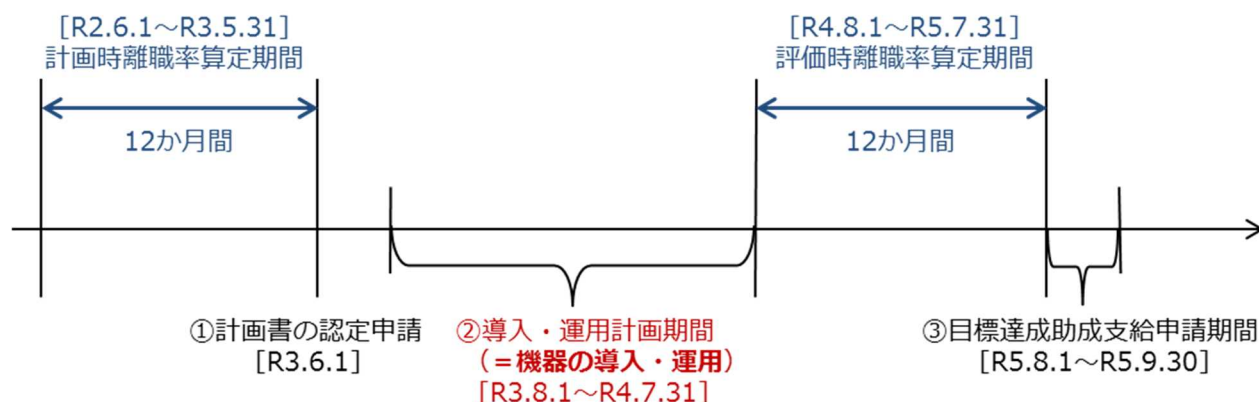 [R2.6.1～R3.5.31]
計画時離職率算定期間
12か月間
[R4.8.1～R5.7.31]
評価時離職率算定期間
12か月間
①計画書の認定申請
[R3.6.1]
②導入・運用計画期間
（＝機器の導入・運用）
[R3.8.1～R4.7.31]
③目標達成助成支給申請期間
[R5.8.1～R5.9.30]